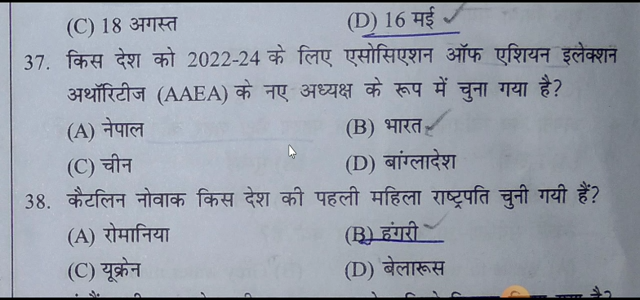 (C) 18 अगस्त (D) 16 मई
37. किस देश को 2022-24 के लिए एसोसिएशन ऑफ एशियन इलेक्शन
अथॉरिटीज (AAEA) के नए अध्यक्ष के रूप में चुना गया है?
(A) नेपाल (B) भारत
(C) चीन (D) बांग्लादेश
38. कैटलिन नोवाक किस देश की पहली महिला राष्ट्रपति चुनी गयी हैं?
(A) रोमानिया (B) हंगरी
(C) यूक्रेन (D) बेलारूस